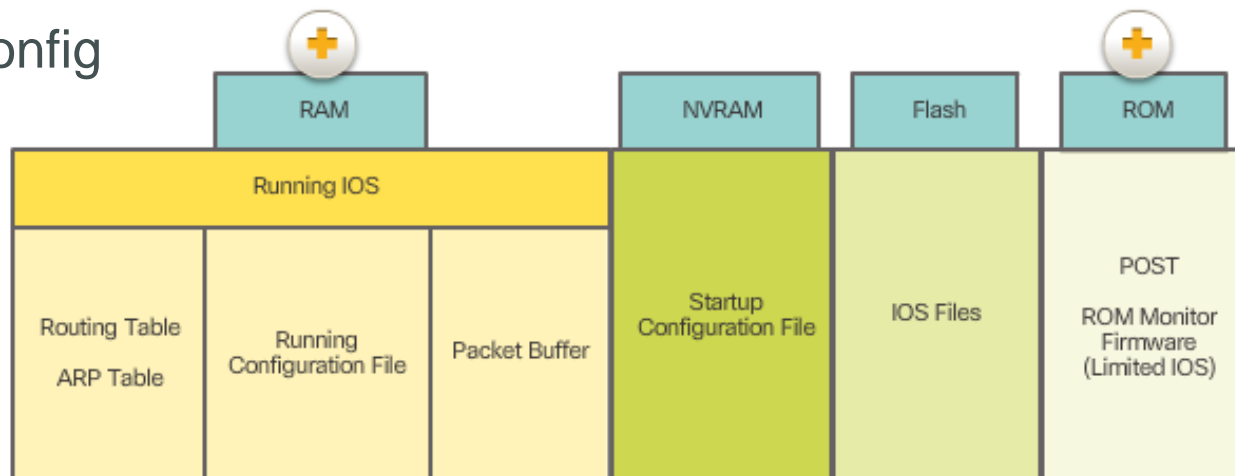 onfig
RAM
NVRAM
Flash
ROM
Running IOS
Routing Table
ARP Table
Running
Configuration File
Packet Buffer
Startup
Configuration File
IOS Files
POST
ROM Monitor
Firmware
(Limited IOS)